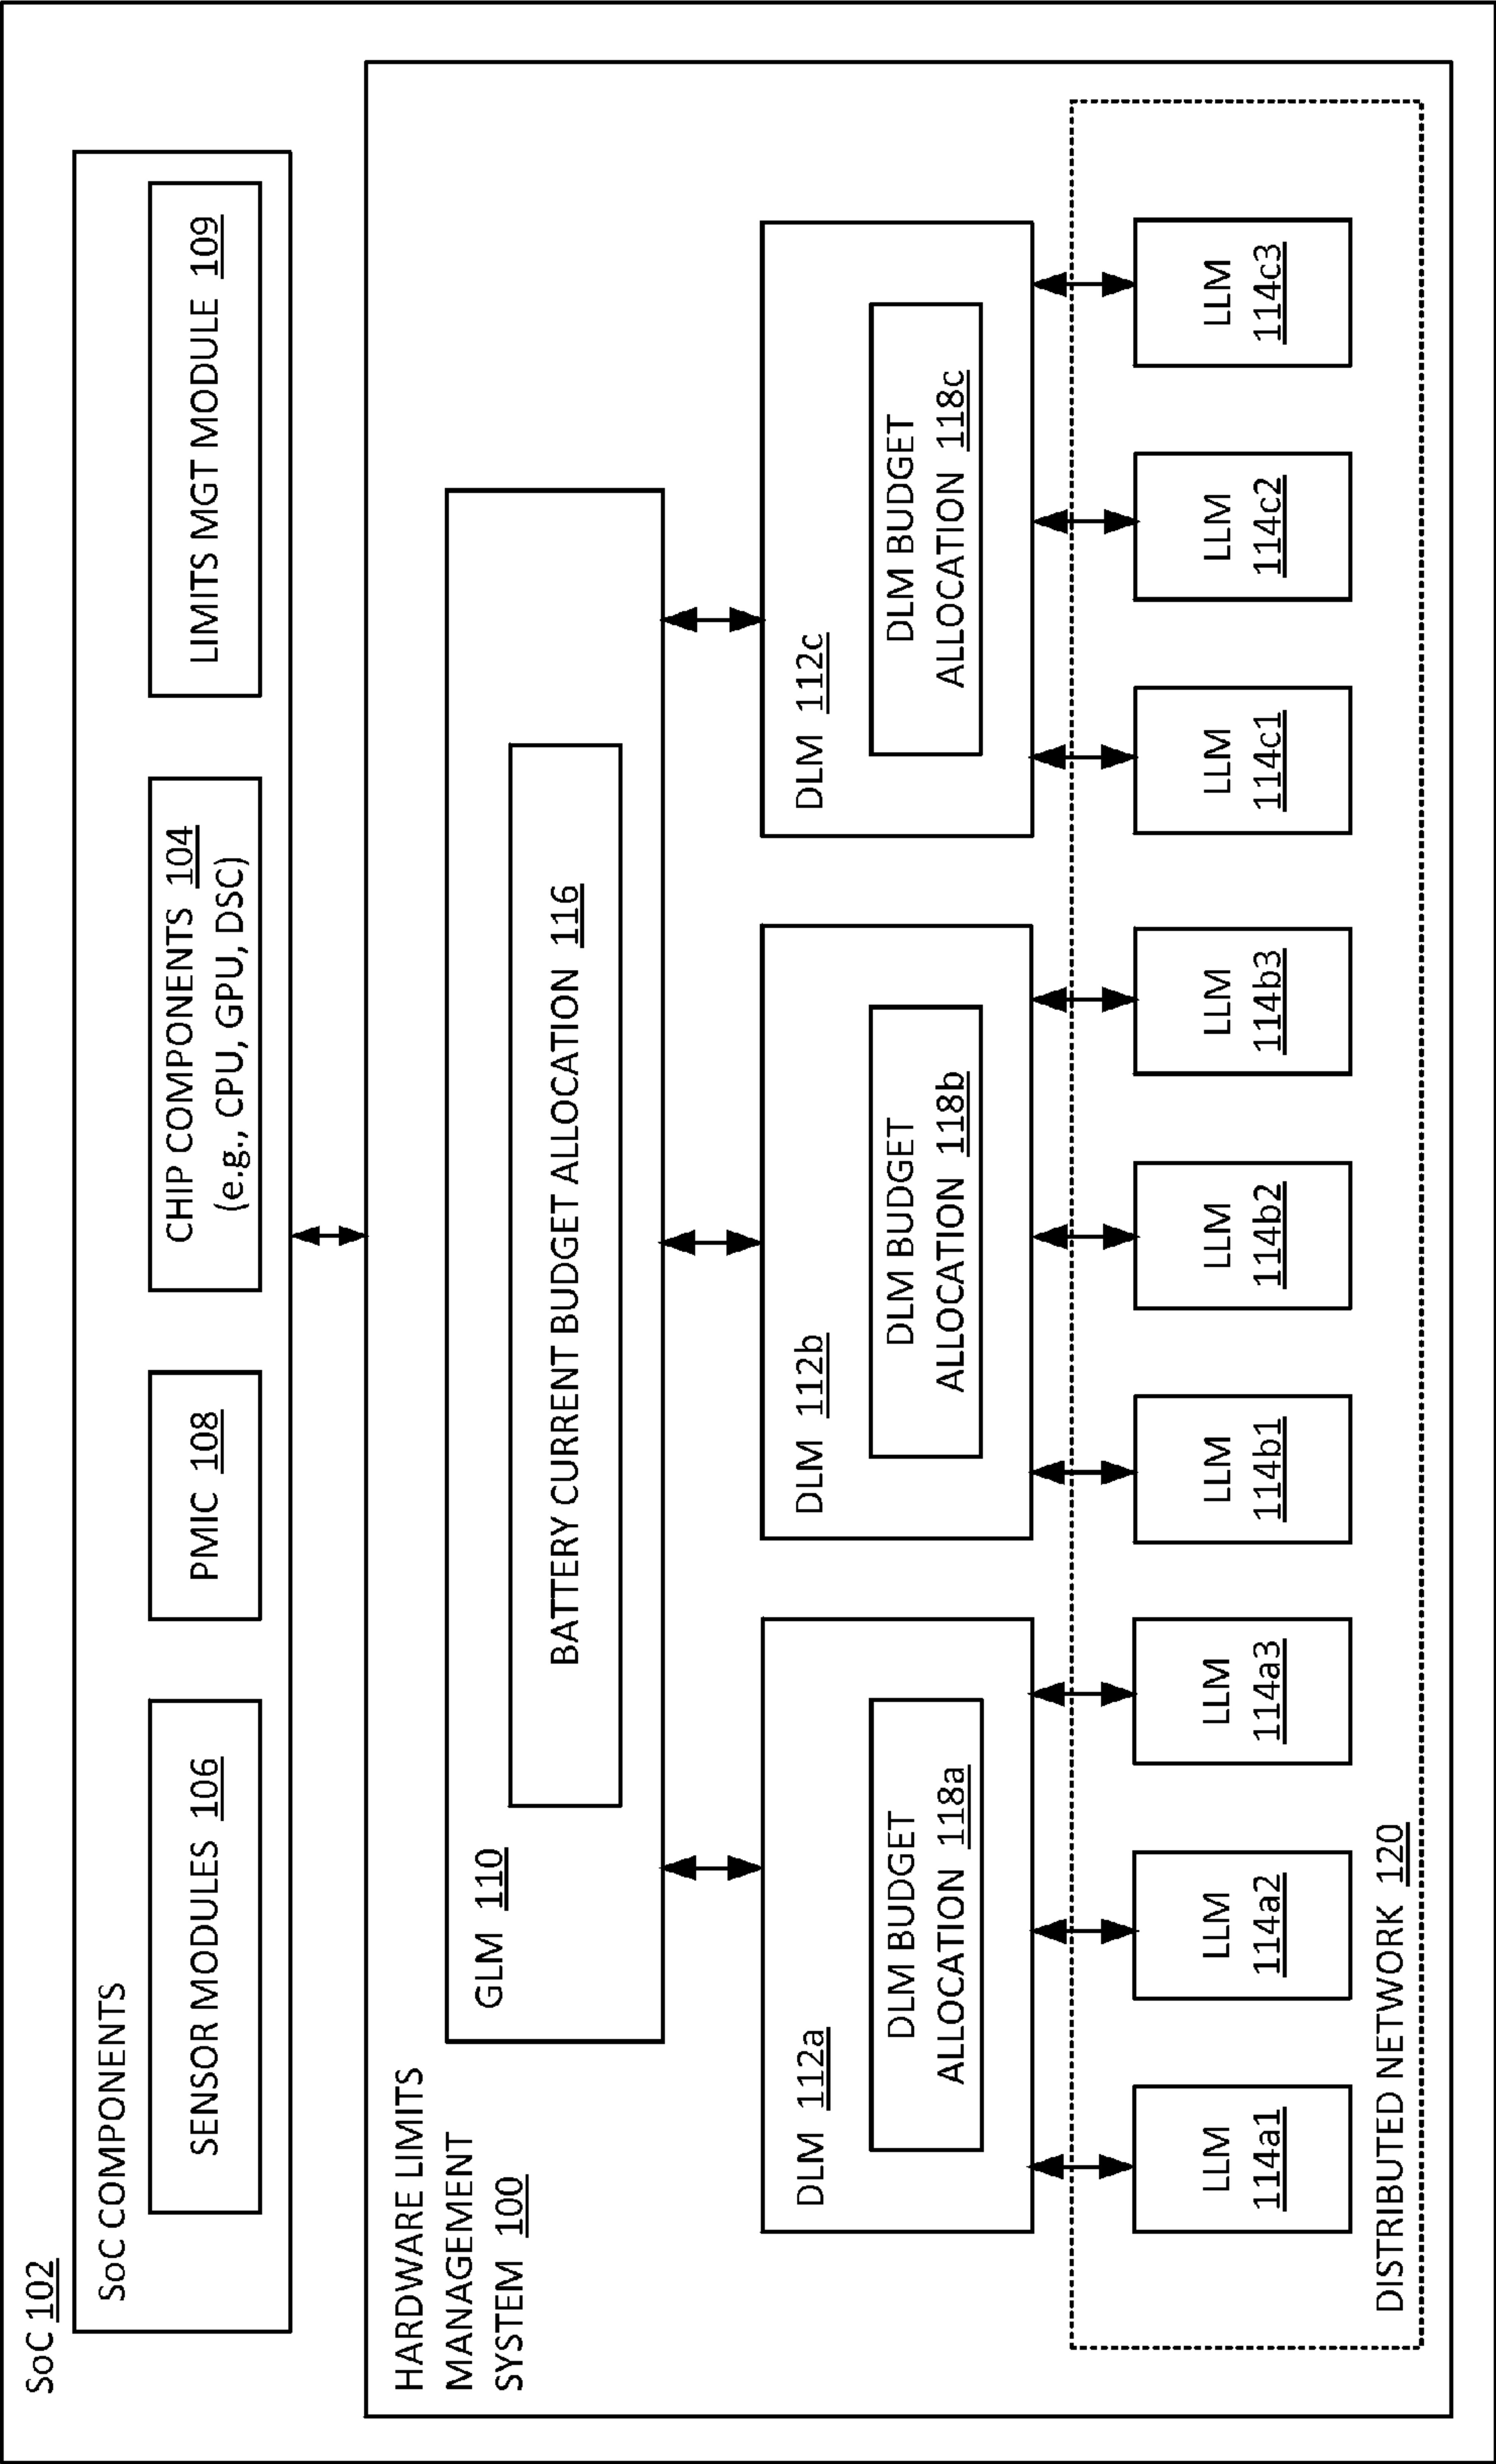 SoC 102
SoC COMPONENTS
SENSOR MODULES 106
PMIC 108
CHIP COMPONENTS 104
(e.g., CPU, GPU, DSC)
LIMITS MGT MODULE 109
HARDWARE LIMITS
MANAGEMENT
SYSTEM 100
GLM 110
BATTERY CURRENT BUDGET ALLOCATION 116
DLM 112a
DLM BUDGET
ALLOCATION 118a
DLM 112b
DLM BUDGET
ALLOCATION 118b
DLM 112c
DLM BUDGET
ALLOCATION 118c
LLM
114a1
LLM
114a2
LLM
114a3
LLM
114b1
LLM
114b2
LLM
114b3
LLM
114c1
LLM
114c2
LLM
114c3
DISTRIBUTED NETWORK 120